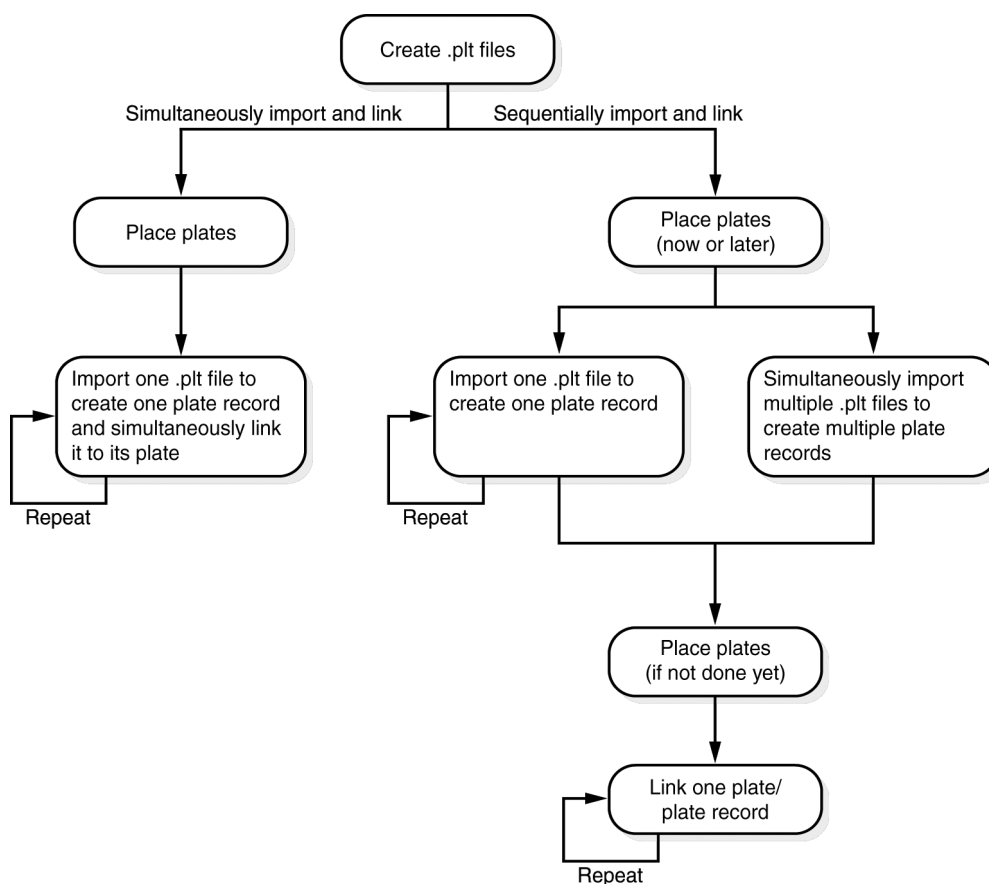 Create .plt files
Simultaneously import and link
Sequentially import and link
Place plates
Place plates
(now or later)
Import one .plt file to
create one plate record
and simultaneously link
it to its plate
Repeat
Import one .plt file to
create one plate record
Repeat
Simultaneously import
multiple .plt files to
create multiple plate
records
Place plates
(if not done yet)
Link one plate/
plate record
Repeat